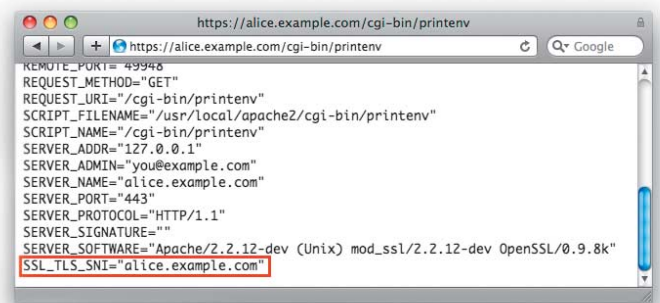 https://alice.example.com/cgi-bin/printenv
https://alice.example.com/cgi-bin/printenv
Google
REMOTE_PORT="49948
REQUEST_METHOD="GET"
REQUEST_URI="/cgi-bin/printenv"
SCRIPT_FILENAME="/usr/local/apache2/cgi-bin/printenv"
SCRIPT_NAME="/cgi-bin/printenv"
SERVER_ADDR="127.0.0.1"
SERVER_ADMIN="you@example.com"
SERVER_NAME="alice.example.com"
SERVER_PORT="443"
SERVER_PROTOCOL="HTTP/1.1"
SERVER_SIGNATURE=""
SERVER_SOFTWARE="Apache/2.2.12-dev (Unix) mod_ssl/2.2.12-dev OpenSSL/0.9.8k"
SSL_TLS_SNI="alice.example.com"